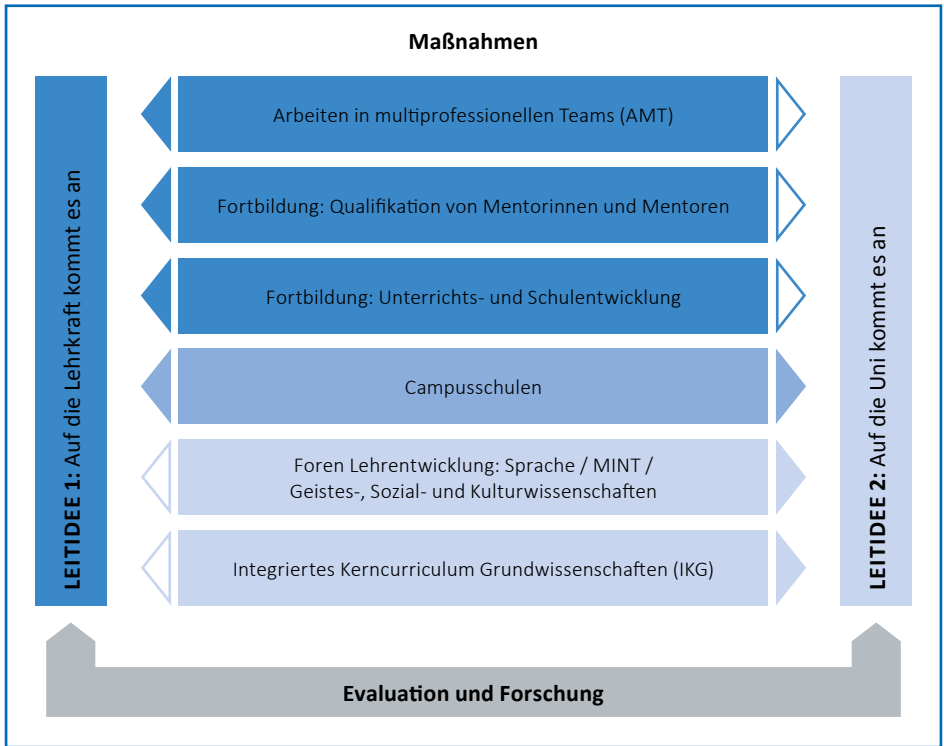 Maßnahmen
LEITIDEE 1: Auf die Lehrkraft kommt es an
Arbeiten in multiprofessionellen Teams (AMT)
Fortbildung: Qualifikation von Mentorinnen und Mentoren
Fortbildung: Unterrichts- und Schulentwicklung
Campusschulen
Foren Lehrentwicklung: Sprache / MINT /
Geistes-, Sozial- und Kulturwissenschaften
Integriertes Kerncurriculum Grundwissenschaften (IKG)
LEITIDEE 2: Auf die Uni kommt es an
Evaluation und Forschung